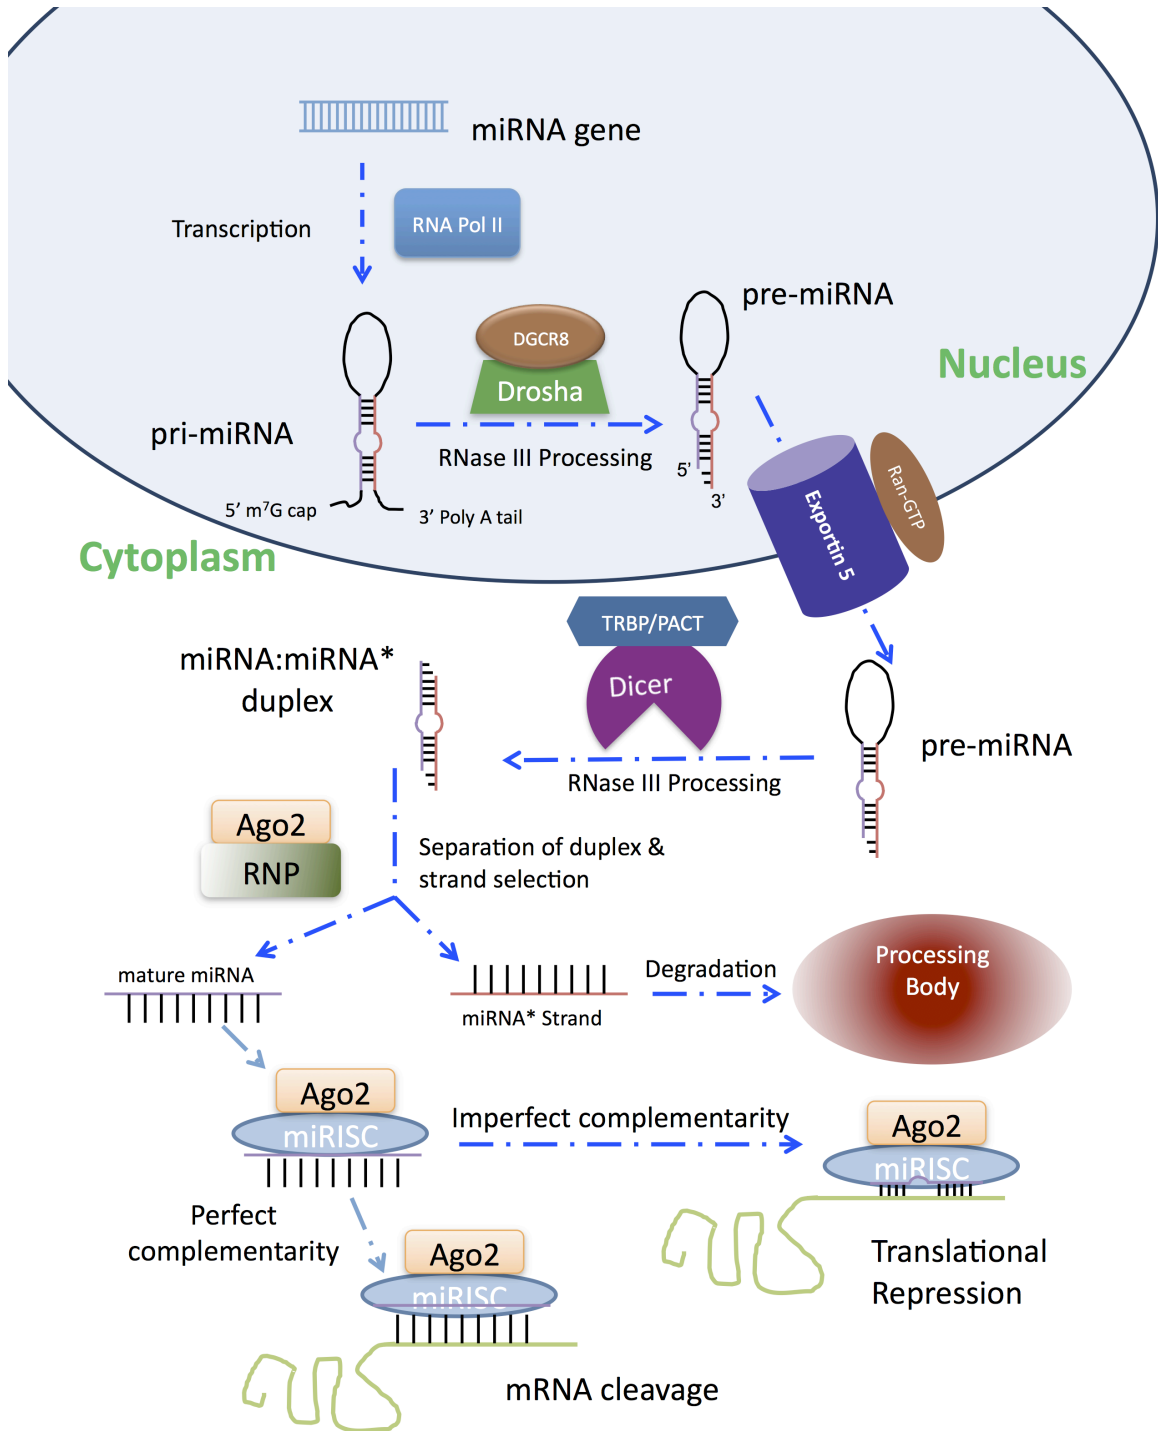 miRNA gene
Transcription
RNA Pol II
pre-miRNA
DGCR8
Drosha
Nucleus
pri-miRNA
RNase III Processing
5’
3’
5’ m⁷G cap
3’ Poly A tail
Exportin 5
Ran-GTP
Cytoplasm
TRBP/PACT
Dicer
miRNA:miRNA*
duplex
pre-miRNA
RNase III Processing
Ago2
RNP
Separation of duplex &
strand selection
mature miRNA
miRNA* Strand
Degradation
Processing
Body
Ago2
miRISC
Imperfect complementarity
Ago2
miRISC
Perfect
complementarity
Translational
Repression
Ago2
miRISC
mRNA cleavage